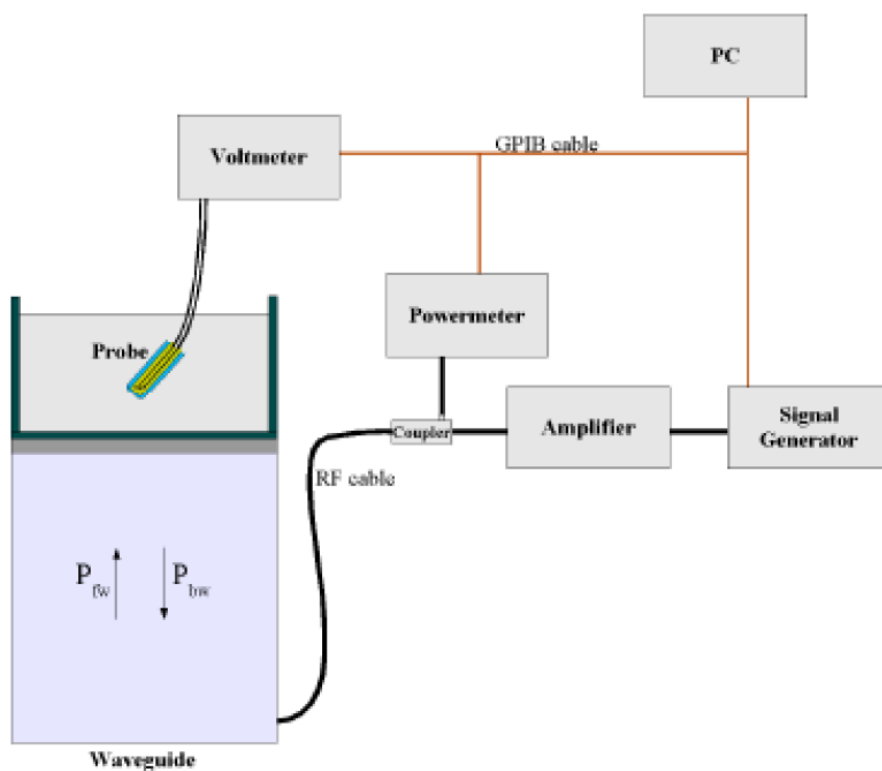 PC
Voltmeter
GPIB cable
Powermeter
Probe
Coupler
Amplifier
Signal
Generator
RF cable
P fw
P bw
Waveguide